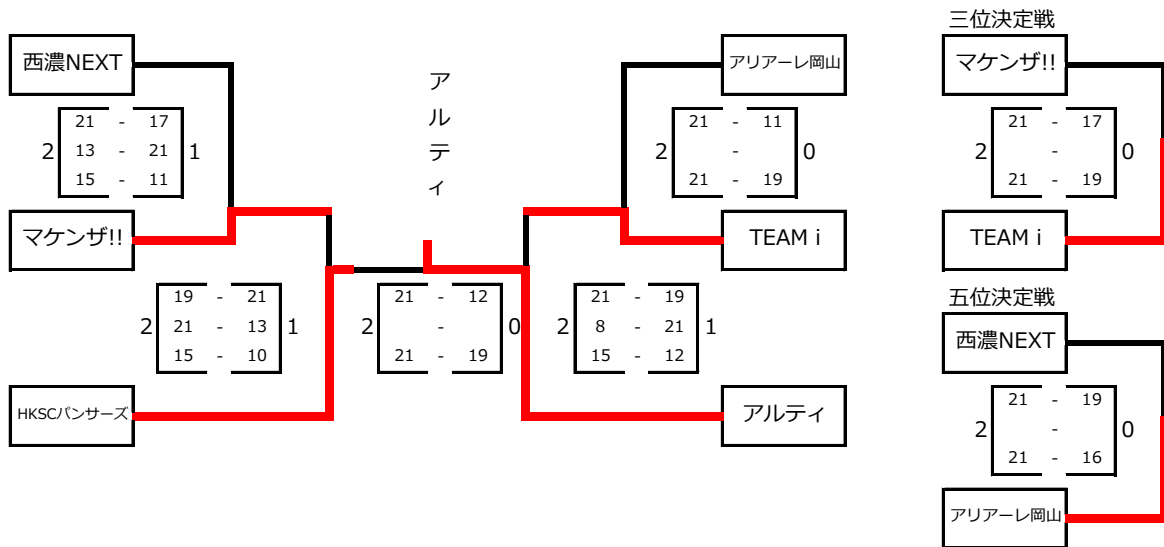 三位決定戦
西濃NEXT
アルティ
アリアーレ岡山
マケンザ!!
21 - 17
2 13 - 21 1
15 - 11
21 - 11
2 - 0
21 - 19
21 - 17
2 - 0
21 - 19
マケンザ!!
TEAM i
TEAM i
19 - 21
2 21 - 13 1
15 - 10
21 - 12
2 - 0
21 - 19
21 - 19
2 8 - 21 1
15 - 12
五位決定戦
西濃NEXT
HKSCパンサーズ
アルティ
21 - 19
2 - 0
21 - 16
アリアーレ岡山